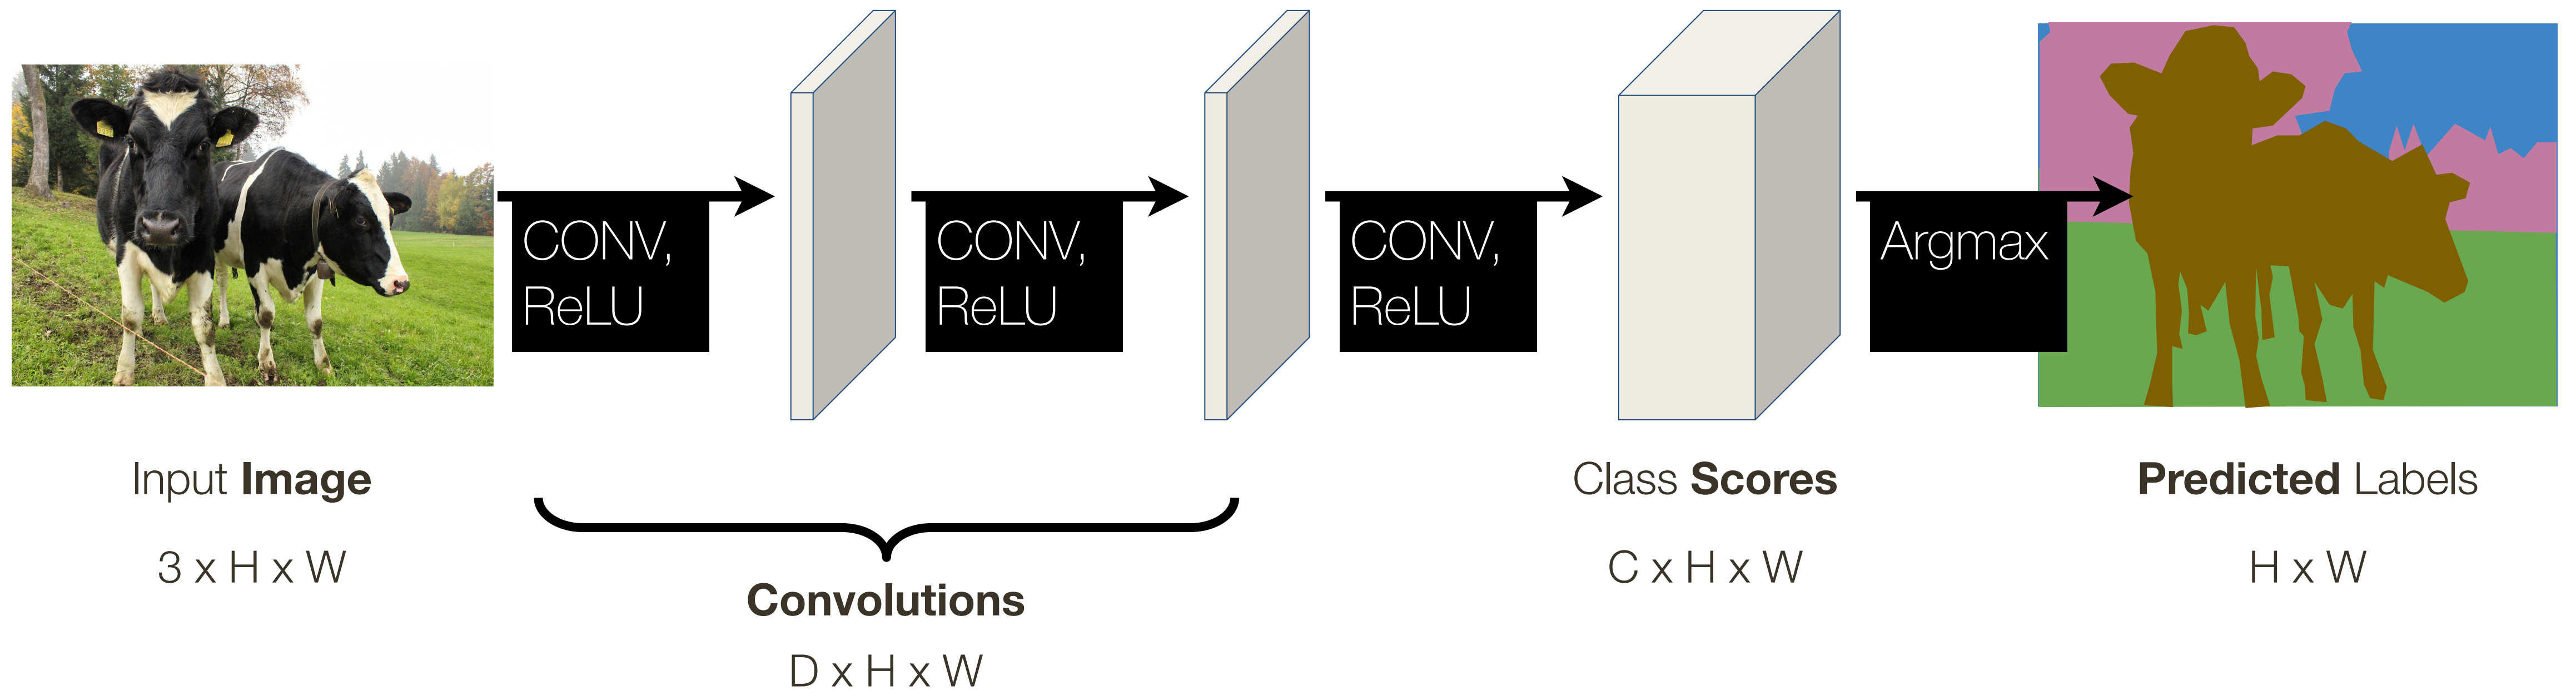 CONV,
ReLU
CONV,
ReLU
CONV,
ReLU
Argmax
Input Image
Class Scores
Predicted Labels
3 x H x W
C x H x W
H x W
Convolutions
D x H x W